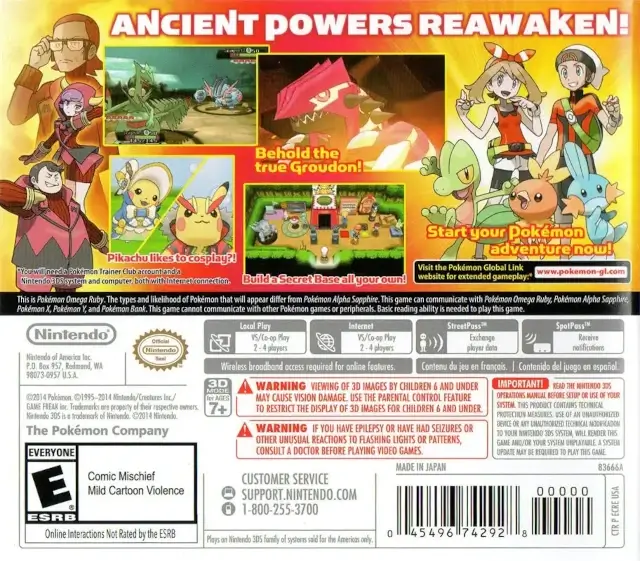 ANCIENT POWERS REAWAKEN!
Behold the
true Groudon!
Pikachu likes to cosplay?!
Build a Secret Base all your own!
Start your Pokémon
adventure now!
*You will need a Pokémon Trainer Club account and a
Nintendo 3DS system and computer, both with Internet connection.
Visit the Pokémon Global Link
website for extended gameplay:*
www.pokemon-gl.com
This is Pokémon Omega Ruby. The types and likelihood of Pokémon that will appear differ from Pokémon Alpha Sapphire. This game can communicate with Pokémon Omega Ruby, Pokémon Alpha Sapphire,
Pokémon X, Pokémon Y, and Pokémon Bank. This game cannot communicate with other Pokémon games or peripherals. Basic reading ability is needed to play this game.
Nintendo
Official
Nintendo
Seal
Nintendo of America Inc.
P.O. Box 957, Redmond, WA
98073-0957 U.S.A.
Local Play
VS/Co-op Play
2 - 4 players
Internet
VS/Co-op Play
2 - 4 players
StreetPass™
Exchange
player data
SpotPass™
Receive
notifications
Wireless broadband access required for online features.
Contenu du jeu en français.
Contenido del juego en español.
©2014 Pokémon. ©1995–2014 Nintendo/Creatures Inc./
GAME FREAK inc. Trademarks are property of their respective owners.
Nintendo 3DS is a trademark of Nintendo. ©2014 Nintendo.
The Pokémon Company
3D
MODE
for AGES
7+
WARNING VIEWING OF 3D IMAGES BY CHILDREN 6 AND UNDER
MAY CAUSE VISION DAMAGE. USE THE PARENTAL CONTROL FEATURE
TO RESTRICT THE DISPLAY OF 3D IMAGES FOR CHILDREN 6 AND UNDER.
WARNING IF YOU HAVE EPILEPSY OR HAVE HAD SEIZURES OR
OTHER UNUSUAL REACTIONS TO FLASHING LIGHTS OR PATTERNS,
CONSULT A DOCTOR BEFORE PLAYING VIDEO GAMES.
IMPORTANT! READ THE NINTENDO 3DS
OPERATIONS MANUAL BEFORE SETUP OR USE OF YOUR
SYSTEM. THIS PRODUCT CONTAINS TECHNICAL
PROTECTION MEASURES. USE OF AN UNAUTHORIZED
DEVICE OR ANY UNAUTHORIZED TECHNICAL MODIFICATION
TO YOUR NINTENDO 3DS SYSTEM, WILL RENDER THIS
GAME AND/OR YOUR SYSTEM UNPLAYABLE. A SYSTEM
UPDATE MAY BE REQUIRED TO PLAY THIS GAME.
EVERYONE
E
ESRB
Comic Mischief
Mild Cartoon Violence
Online Interactions Not Rated by the ESRB
CUSTOMER SERVICE
SUPPORT.NINTENDO.COM
1-800-255-3700
Plays on Nintendo 3DS family of systems sold for the Americas only.
MADE IN JAPAN
83666A
00000
0 45496 74292 8
CTR P ECRE USA